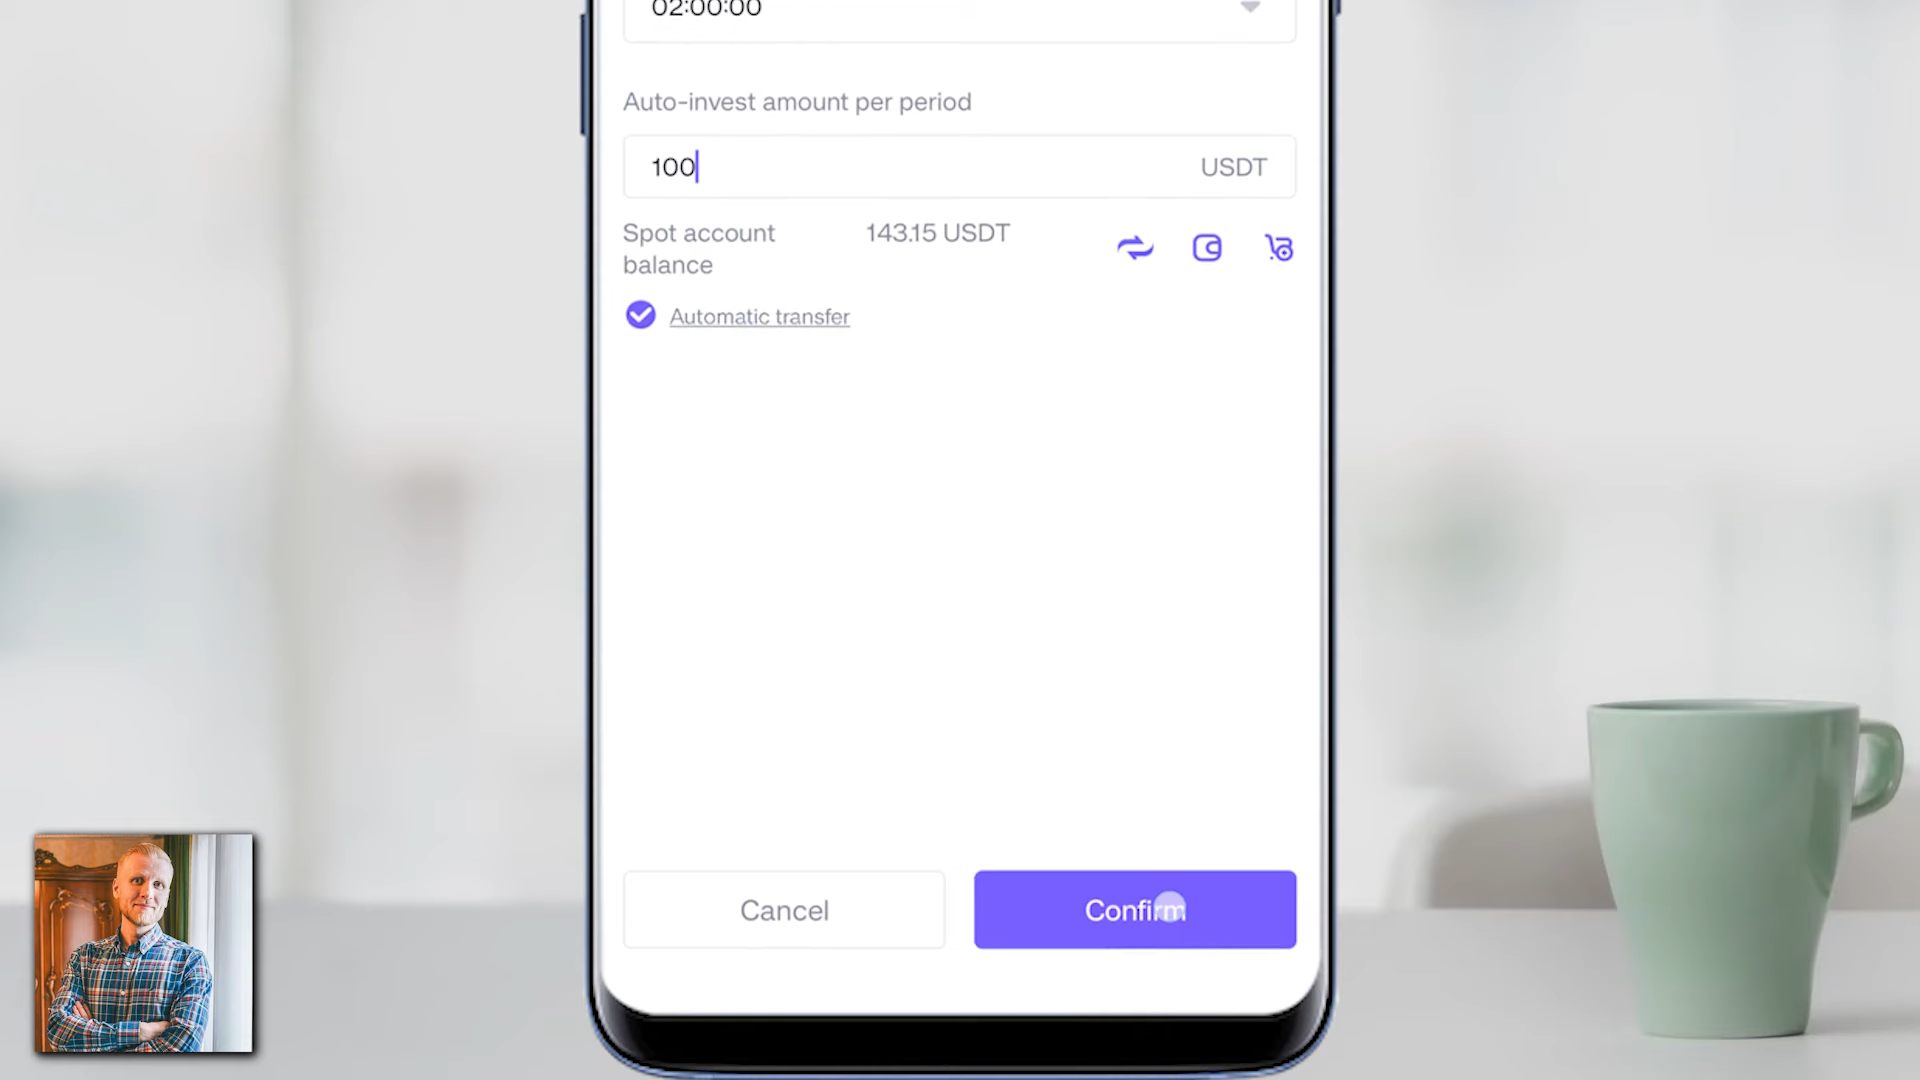 02:00:00
Auto-invest amount per period
100 USDT
Spot account 143.15 USDT
balance
Automatic transfer
Cancel Confirm